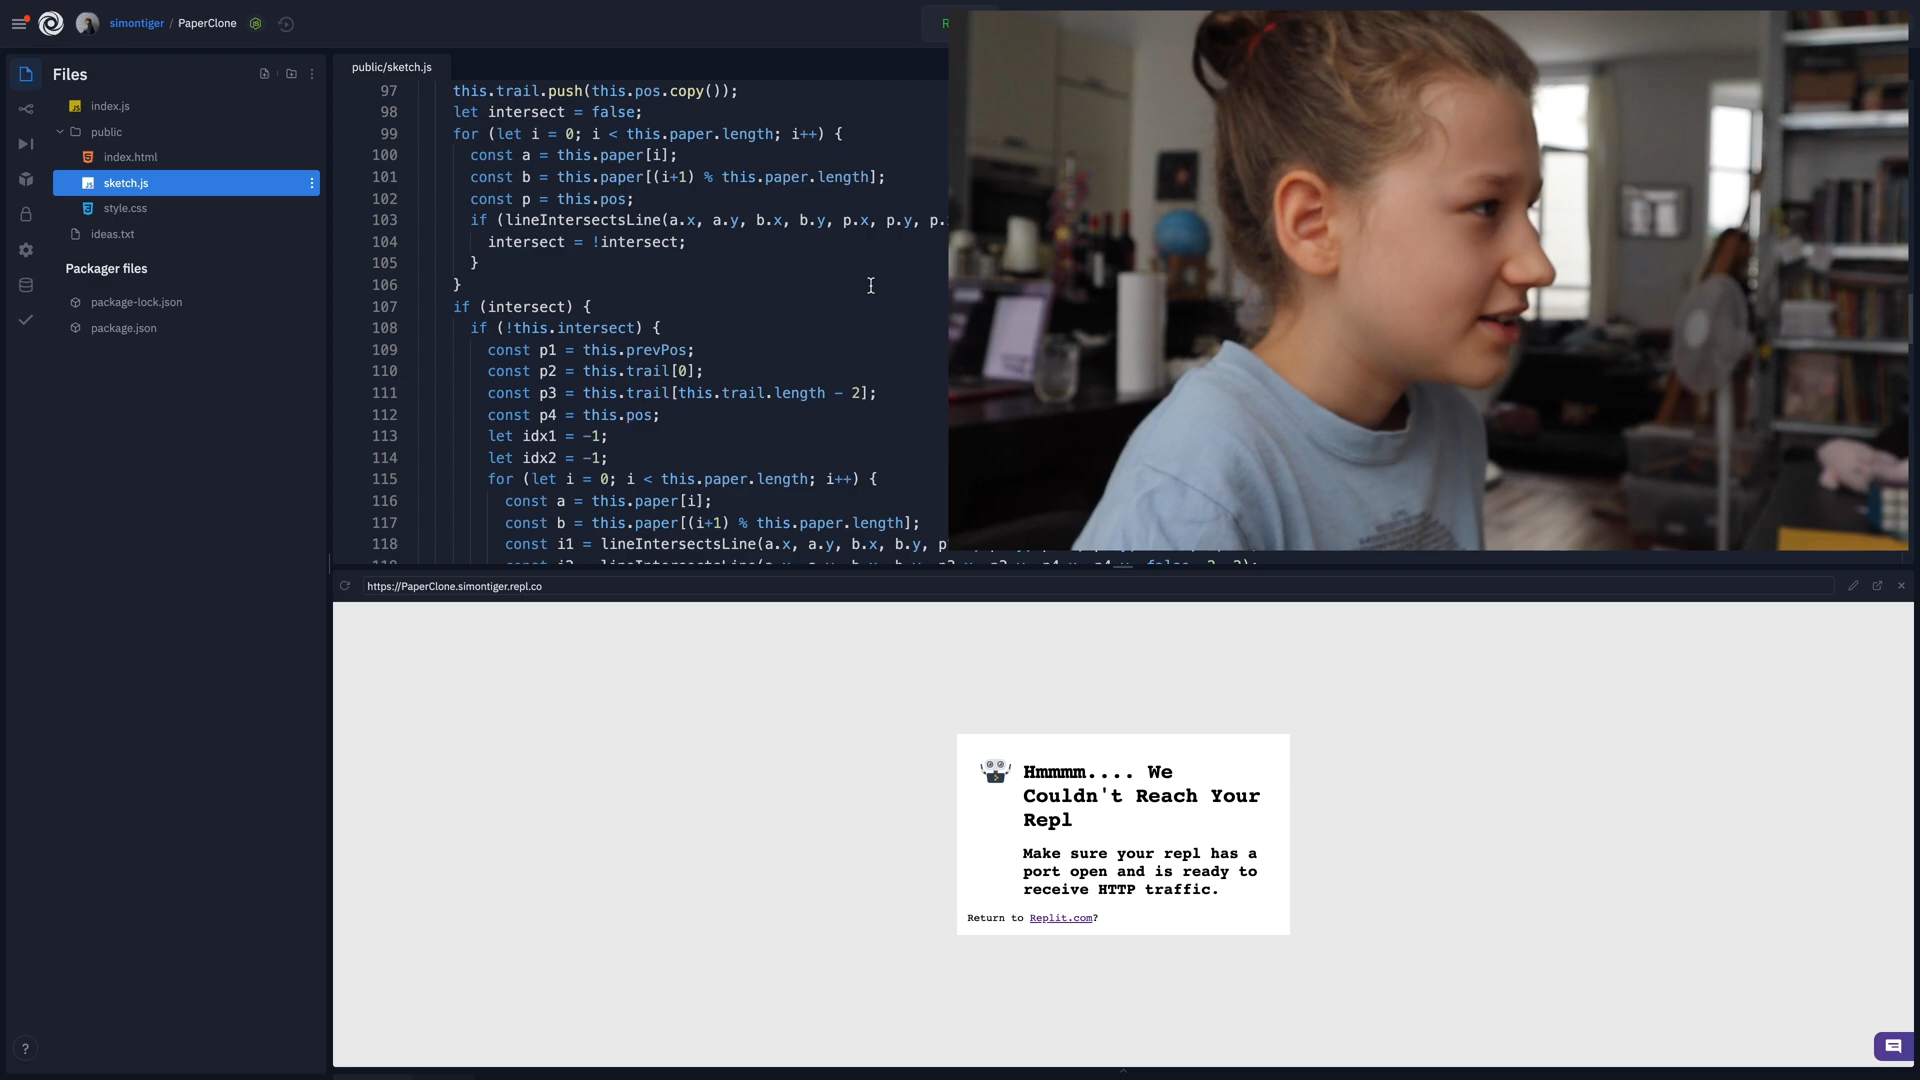 simontiger / PaperClone
R
Files
index.js
public
index.html
sketch.js
style.css
ideas.txt
Packager files
package-lock.json
package.json
public/sketch.js
97 this.trail.push(this.pos.copy());
98 let intersect = false;
99 for (let i = 0; i < this.paper.length; i++) {
100 const a = this.paper[i];
101 const b = this.paper[(i+1) % this.paper.length];
102 const p = this.pos;
103 if (lineIntersectsLine(a.x, a.y, b.x, b.y, p.x, p.y, p.
104 intersect = !intersect;
105 }
106 }
107 if (intersect) {
108 if (!this.intersect) {
109 const p1 = this.prevPos;
110 const p2 = this.trail[0];
111 const p3 = this.trail[this.trail.length - 2];
112 const p4 = this.pos;
113 let idx1 = -1;
114 let idx2 = -1;
115 for (let i = 0; i < this.paper.length; i++) {
116 const a = this.paper[i];
117 const b = this.paper[(i+1) % this.paper.length];
118 const i1 = lineIntersectsLine(a.x, a.y, b.x, b.y, p
https://PaperClone.simontiger.repl.co
Hmmmm.... We
Couldn't Reach Your
Repl
Make sure your repl has a
port open and is ready to
receive HTTP traffic.
Return to Replit.com?